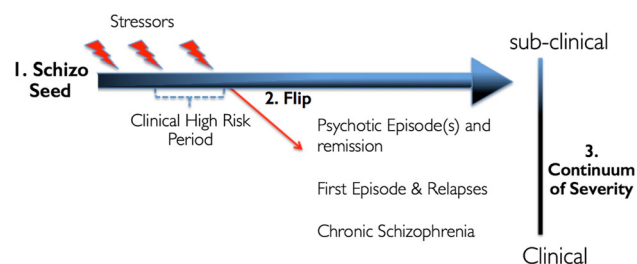 Stressors
1. Schizo
Seed
Clinical High Risk
Period
2. Flip
Psychotic Episode(s) and
remission
First Episode & Relapses
Chronic Schizophrenia
sub-clinical
3.
Continuum
of Severity
Clinical